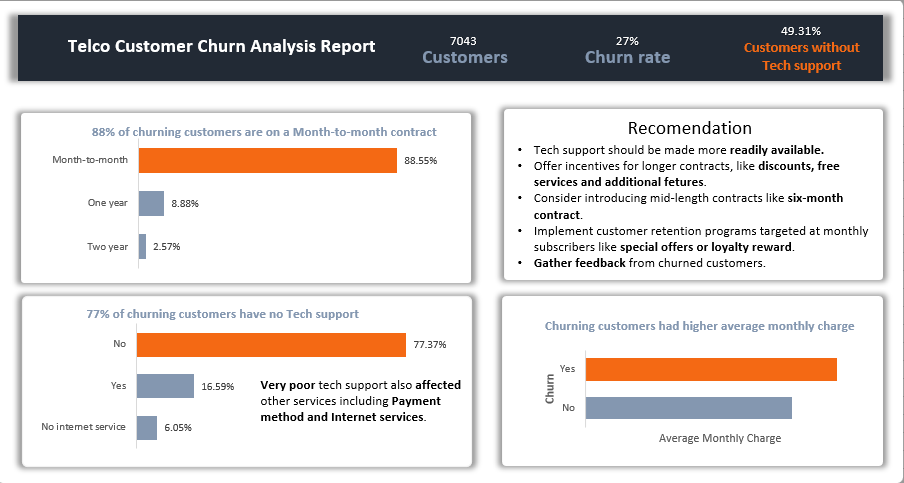 Telco Customer Churn Analysis Report
7043
Customers
27%
Churn rate
49.31%
Customers without
Tech support
88% of churning customers are on a Month-to-month contract
Month-to-month
88.55%
One year
8.88%
Two year
2.57%
Recomendation
• Tech support should be made more readily available.
• Offer incentives for longer contracts, like discounts, free
services and additional fetures.
• Consider introducing mid-length contracts like six-month
contract.
• Implement customer retention programs targeted at monthly
subscribers like special offers or loyalty reward.
• Gather feedback from churned customers.
77% of churning customers have no Tech support
No
77.37%
Yes
16.59%
No internet service
6.05%
Very poor tech support also affected
other services including Payment
method and Internet services.
Churning customers had higher average monthly charge
Churn
Yes
No
Average Monthly Charge